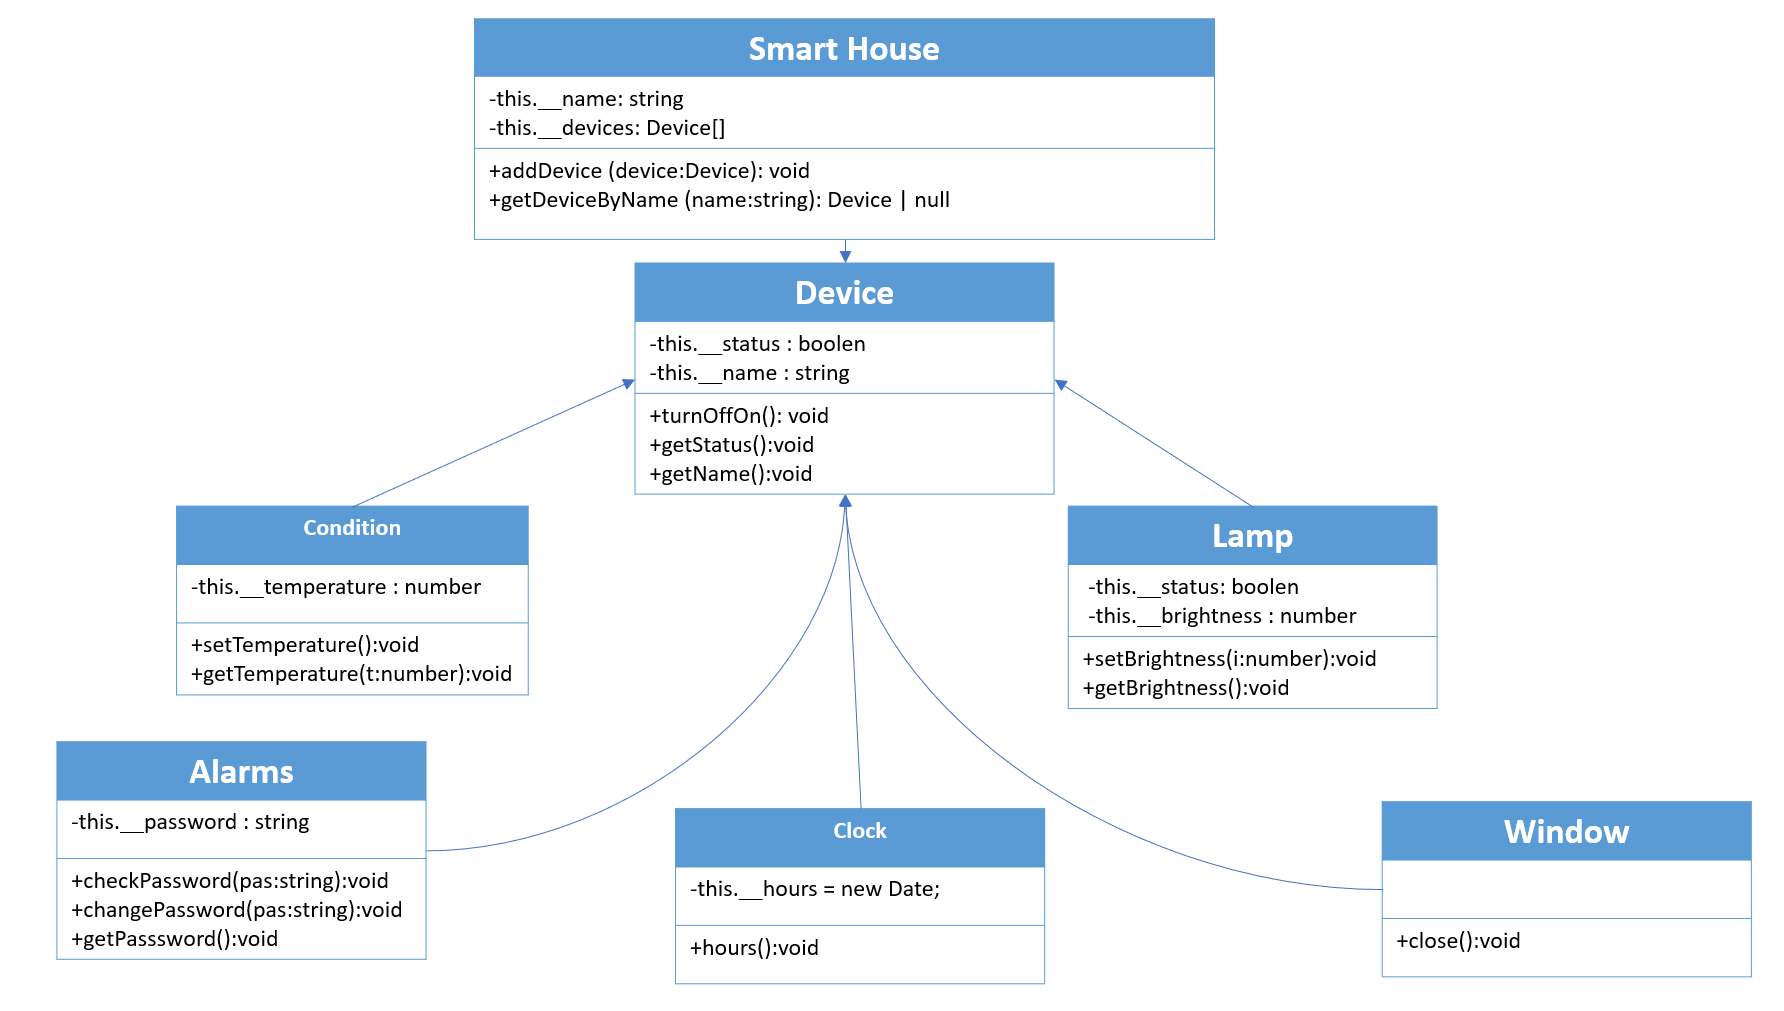 Smart House
-this.__name: string
-this.__devices: Device[]
+addDevice (device:Device): void
+getDeviceByName (name:string): Device | null
Device
-this.__status : boolen
-this.__name : string
+turnOffOn(): void
+getStatus():void
+getName():void
Condition
-this.__temperature : number
+setTemperature():void
+getTemperature(t:number):void
Lamp
-this.__status: boolen
-this.__brightness : number
+setBrightness(i:number):void
+getBrightness():void
Alarms
-this.__password : string
+checkPassword(pas:string):void
+changePassword(pas:string):void
+getPasssword():void
Clock
-this.__hours = new Date;
+hours():void
Window
+close():void